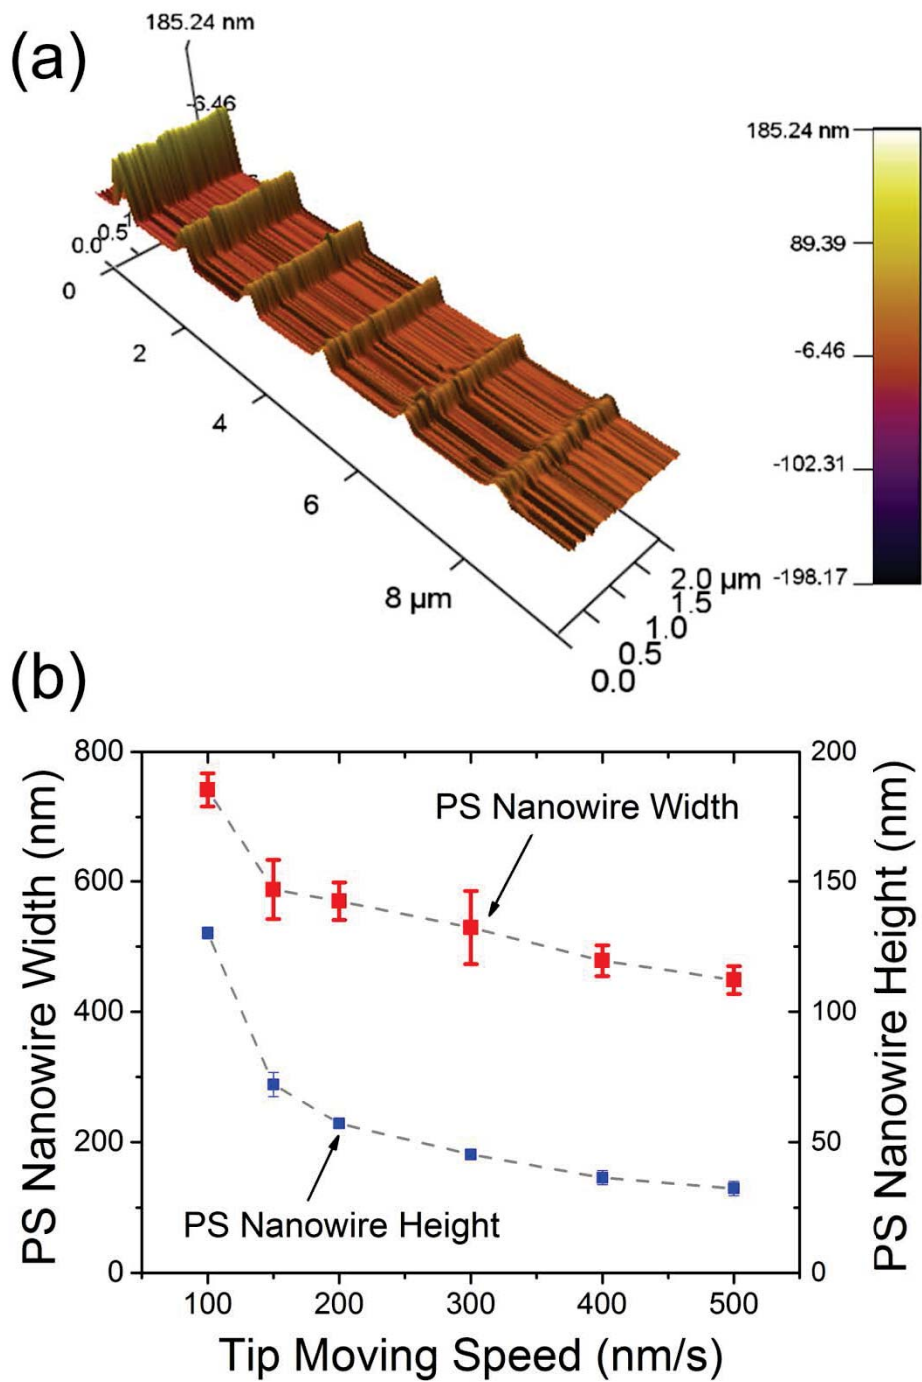 (a)
185.24 nm
-6.46
0.0
0.5
0
2
4
6
8 µm
2.0 µm
1.5
1.0
0.5
0.0
185.24 nm
89.39
-6.46
-102.31
-198.17
(b)
PS Nanowire Width (nm)
800
600
400
200
0
PS Nanowire Width
PS Nanowire Height
200
150
100
50
0
PS Nanowire Height (nm)
100 200 300 400 500
Tip Moving Speed (nm/s)